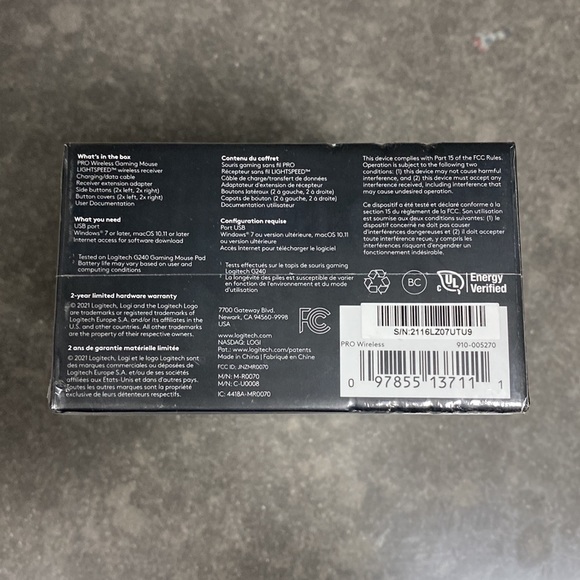 What's in the box
PRO Wireless Gaming Mouse
LIGHTSPEED™ wireless receiver
Charging/data cable
Receiver extension adapter
Side buttons (2x left, 2x right)
Button covers (2x left, 2x right)
User Documentation
What you need
USB port
Windows® 7 or later, macOS 10.11 or later
Internet access for software download
Tested on Logitech G240 Gaming Mouse Pad
Battery life may vary based on user and
computing conditions
2-year limited hardware warranty
© 2021 Logitech, Logi and the Logitech Logo
are trademarks or registered trademarks of
Logitech Europe S.A. and/or its affiliates in the
U.S. and other countries. All other trademarks
are the property of their respective owners.
2 ans de garantie matérielle limitée
© 2021 Logitech, Logi et le logo Logitech sont
des marques commerciales ou déposées de
Logitech Europe S.A. et/ou de ses sociétés
affiliées aux États-Unis et dans d'autres pays.
Toutes les autres marques sont la propriété
exclusive de leurs détenteurs respectifs.
Contenu du coffret
Souris gaming sans fil PRO
Récepteur sans fil LIGHTSPEED™
Câble de charge/transfert de données
Adaptateur d'extension de récepteur
Boutons latéraux (2 à gauche, 2 à droite)
Capots de bouton (2 à gauche, 2 à droite)
Documentation utilisateur
Configuration requise
Port USB
Windows® 7 ou version ultérieure, macOS 10.11
ou version ultérieure
Accès Internet pour télécharger le logiciel
Tests effectués sur le tapis de souris gaming
Logitech G240
La longévité des piles est susceptible de varier
en fonction de l'environnement et du mode
d'utilisation
7700 Gateway Blvd.
Newark, CA 94560-9998
USA
www.logitech.com
NASDAQ: LOGI
Pat.: www.logitech.com/patents
Made in China | Fabriqué en Chine
FCC ID: JNZMR0070
M/N: M-R0070
M/N: C-U0008
IC: 4418A-MR0070
FC
This device complies with Part 15 of the FCC Rules.
Operation is subject to the following two
conditions: (1) this device may not cause harmful
interference, and (2) this device must accept any
interference received, including interference that
may cause undesired operation.
Ce dispositif a été testé et déclaré conforme à la
section 15 du règlement de la FCC. Son utilisation
est soumise aux deux conditions suivantes: (1) le
dispositif concerné ne doit pas causer
d'interférences dommageables et (2) il doit accepter
toute interférence reçue, y compris les
interférences risquant d'engendrer un
fonctionnement indésirable.
BC
c UL ®
Energy
Verified
S/N:2116LZ07UTU9
PRO Wireless 910-005270
0 97855 13711 1